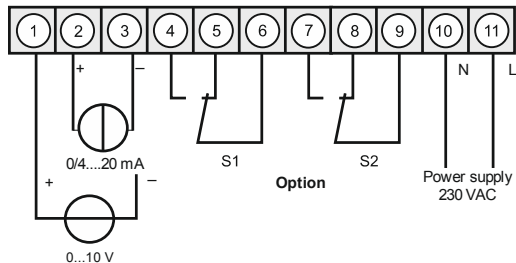 1 2 3 4 5 6 7 8 9 10 11
+ – N L
0/4....20 mA S1 S2
+ – Option Power supply
230 VAC
0...10 V